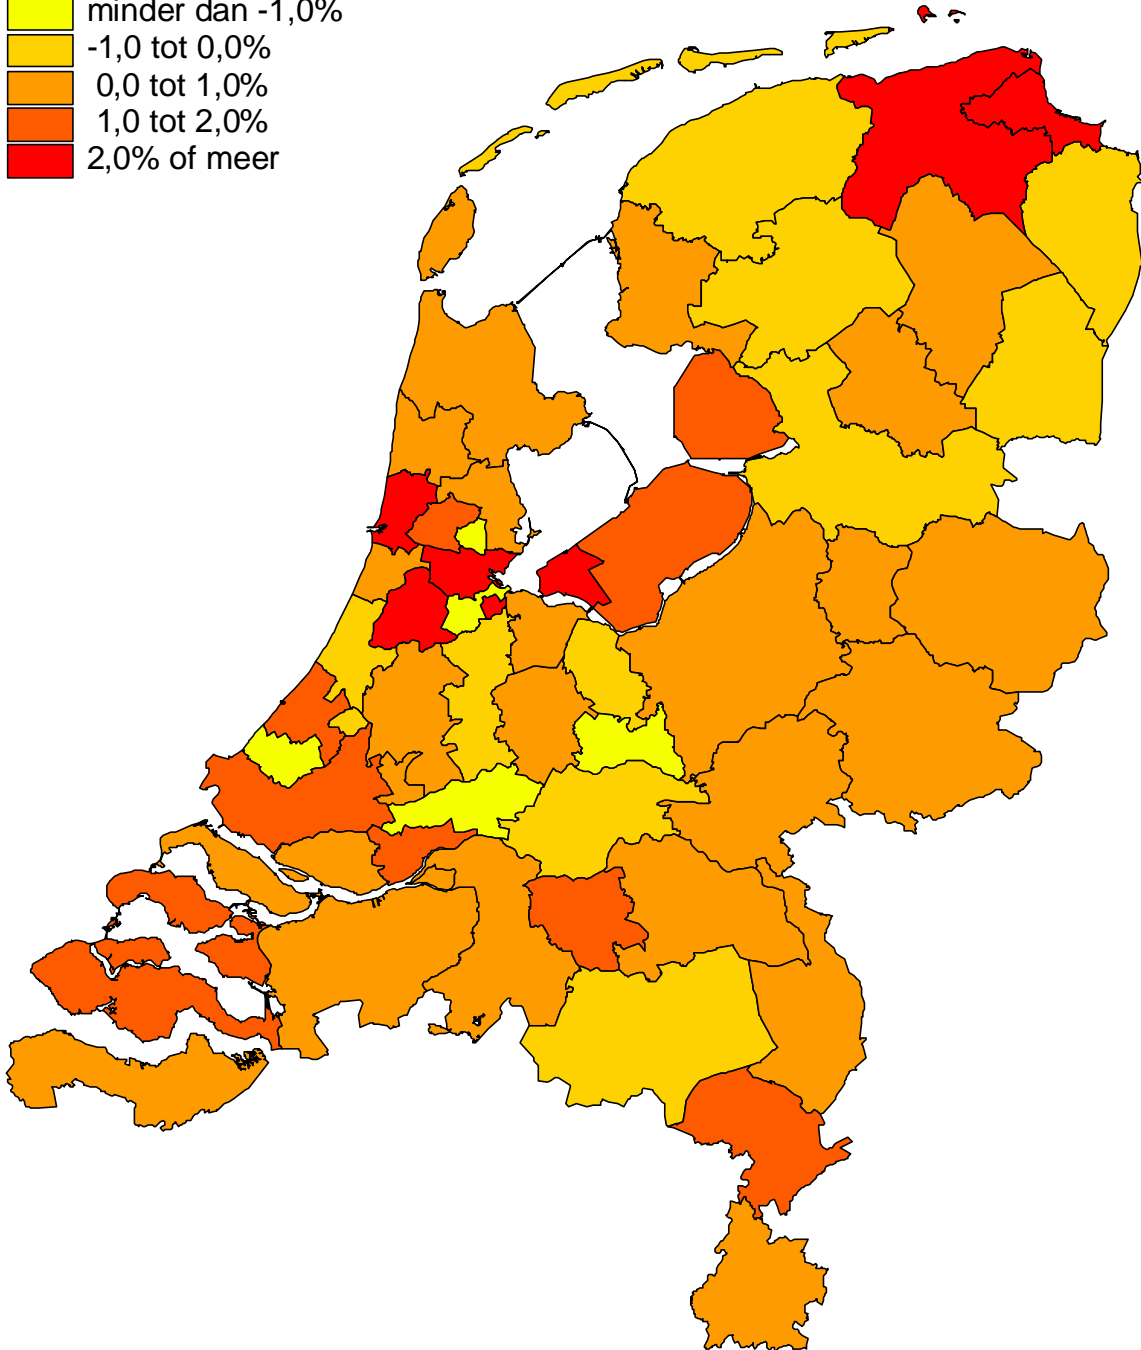 minder dan -1,0%
-1,0 tot 0,0%
0,0 tot 1,0%
1,0 tot 2,0%
2,0% of meer